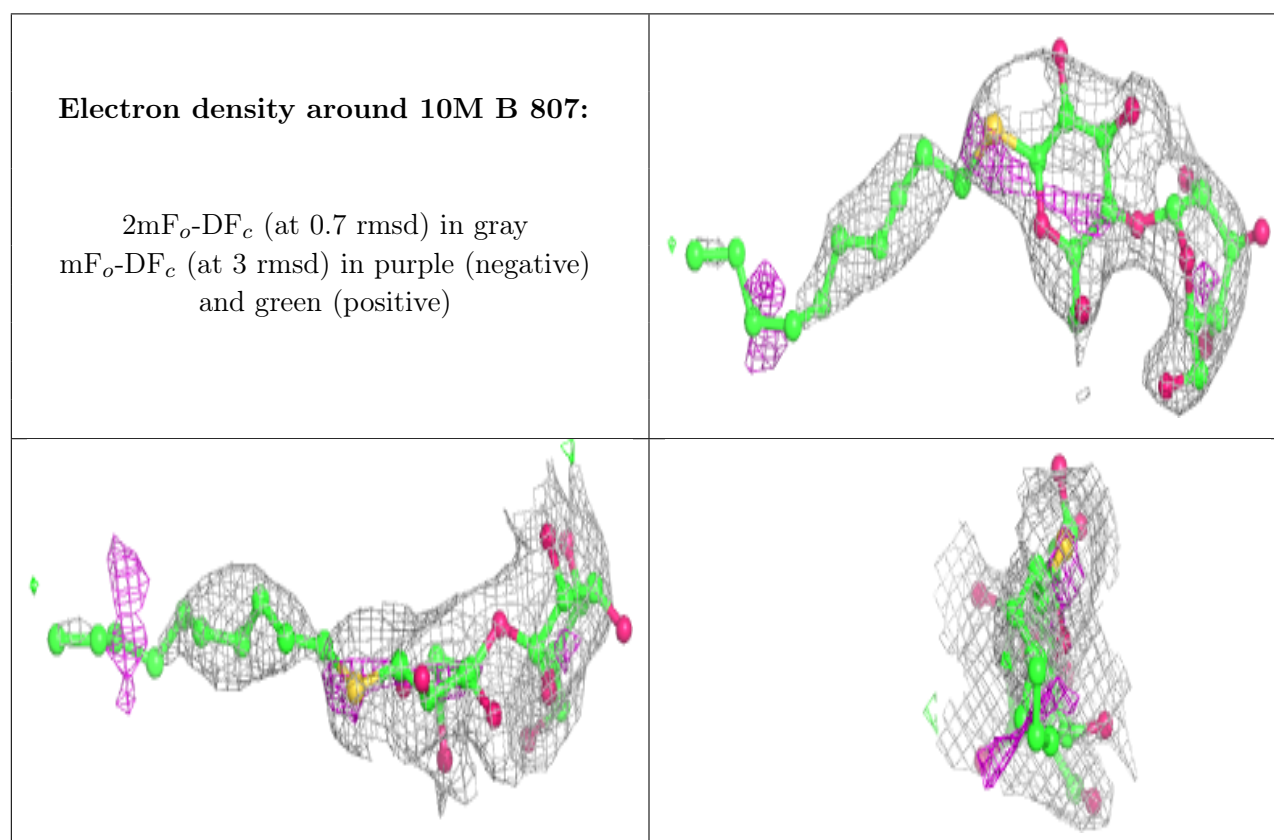 Electron density around 10M B 807:
2mFo-DFc (at 0.7 rmsd) in gray
mFo-DFc (at 3 rmsd) in purple (negative)
and green (positive)